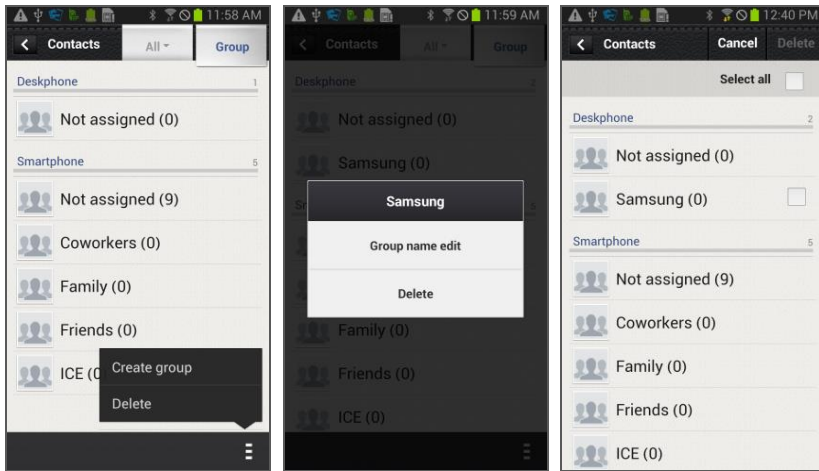 11:58 AM
Contacts All Group
Deskphone 1
Not assigned (0)
Smartphone 5
Not assigned (9)
Coworkers (0)
Family (0)
Friends (0)
ICE (0
Create group
Delete
11:59 AM
Contacts All Group
Deskphone 2
Not assigned (0)
Samsung (0)
Sr 5
Samsung
Group name edit
Delete
Family (0)
Friends (0)
ICE (0)
12:40 PM
Contacts Cancel Delete
Select all
Deskphone 2
Not assigned (0)
Samsung (0)
Smartphone 5
Not assigned (9)
Coworkers (0)
Family (0)
Friends (0)
ICE (0)